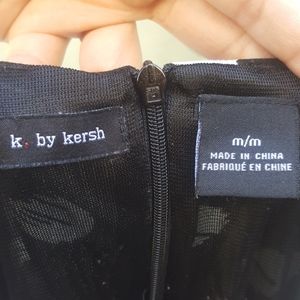 k. by kersh
m/m
MADE IN CHINA
FABRIQUÉ EN CHINE